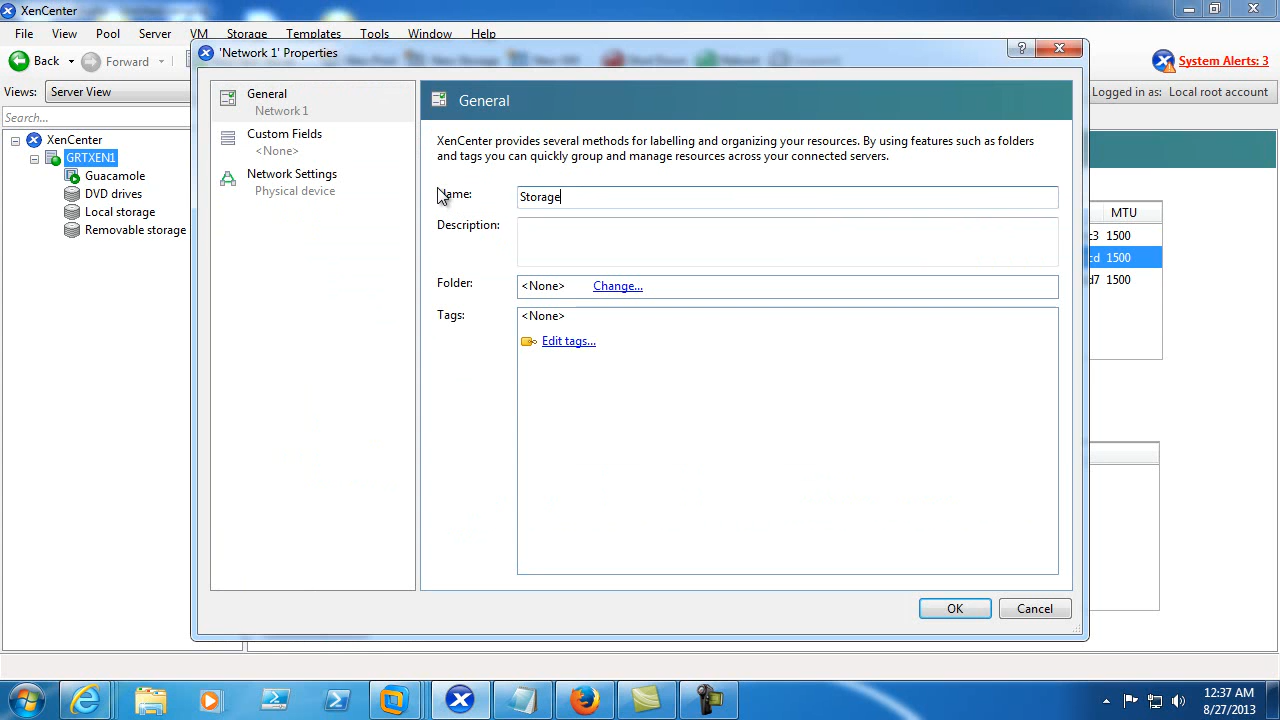 XenCenter
File View Pool Server VM Storage Templates Tools Window Help
'Network 1' Properties
Back Forward
System Alerts: 3
Views: Server View
Logged in as: Local root account
Search...
XenCenter
GRTXEN1
Guacamole
DVD drives
Local storage
Removable storage
General
Network 1
Custom Fields
<None>
Network Settings
Physical device
General
XenCenter provides several methods for labelling and organizing your resources. By using features such as folders
and tags you can quickly group and manage resources across your connected servers.
Name: Storage
Description:
Folder: <None> Change...
Tags: <None>
Edit tags...
MTU
c3 1500
cd 1500
d7 1500
OK Cancel
12:37 AM
8/27/2013